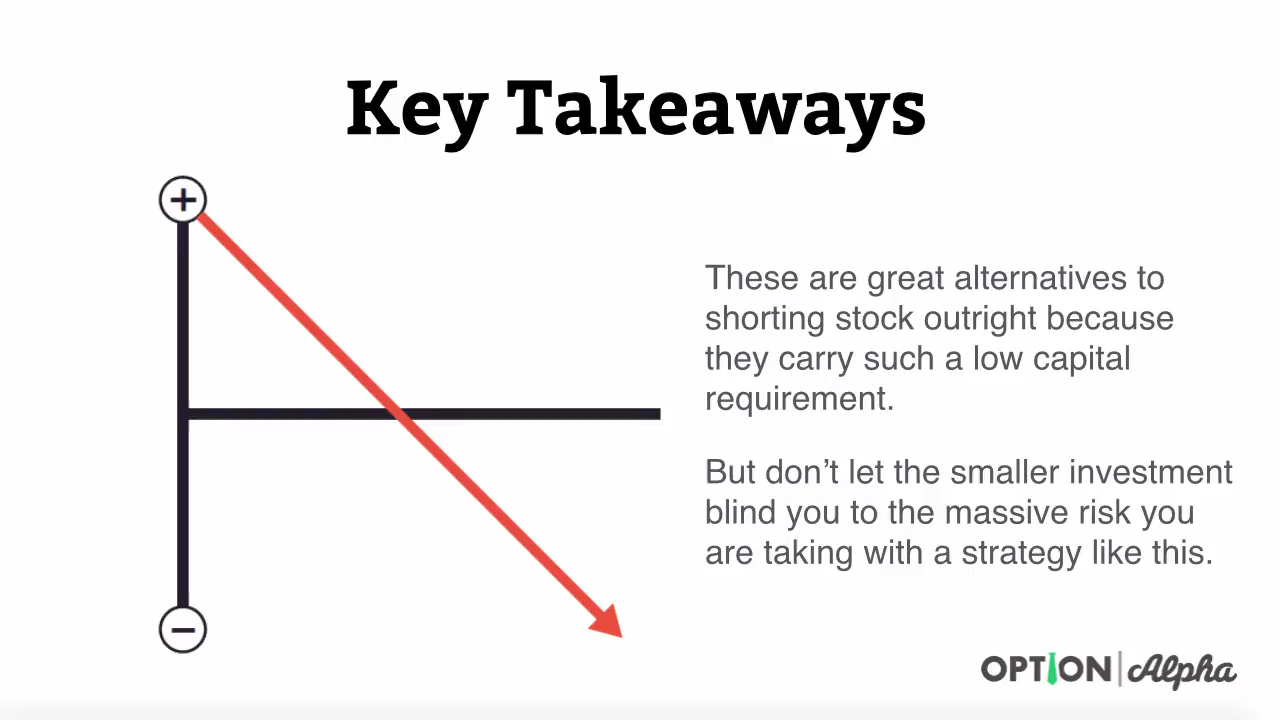 Key Takeaways
+
These are great alternatives to
shorting stock outright because
they carry such a low capital
requirement.
But don’t let the smaller investment
blind you to the massive risk you
are taking with a strategy like this.
−
OPTION | Alpha